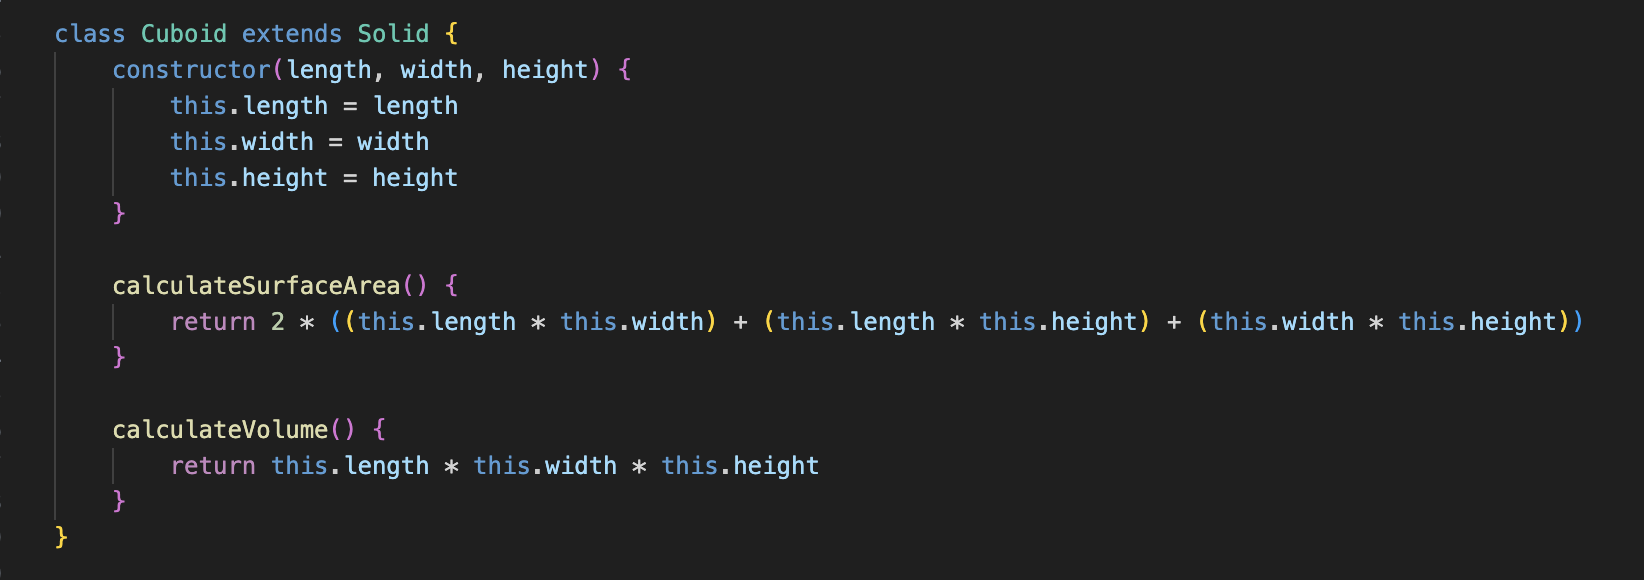 class Cuboid extends Solid {
constructor(length, width, height) {
this.length = length
this.width = width
this.height = height
}
calculateSurfaceArea() {
return 2 * ((this.length * this.width) + (this.length * this.height) + (this.width * this.height))
}
calculateVolume() {
return this.length * this.width * this.height
}
}